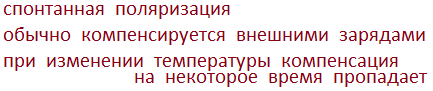 спонтанная поляризация
обычно компенсируется внешними зарядами
при изменении температуры компенсация
на некоторое время пропадает